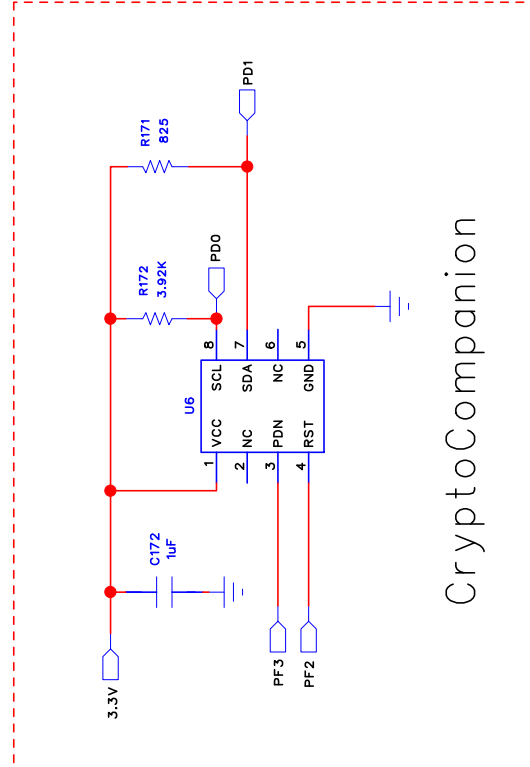 PD1
R171
825
PD0
R172
3.92K
8 SCL
7 SDA
6 NC
5 GND
U6
1 VCC
2 NC
3 PDN
4 RST
C172
1uF
3.3V
PF3
PF2
CryptoCompanion